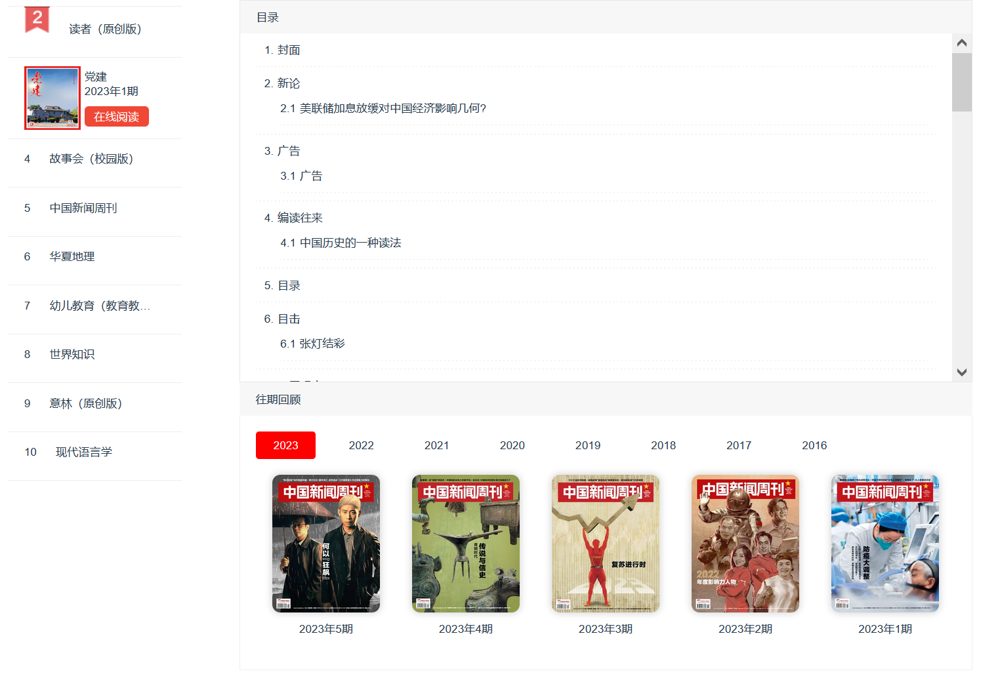 2
读者（原创版）
党建
党建
2023年1期
在线阅读
4 故事会（校园版）
5 中国新闻周刊
6 华夏地理
7 幼儿教育（教育教...
8 世界知识
9 意林（原创版）
10 现代语言学
目录
1. 封面
2. 新论
2.1 美联储加息放缓对中国经济影响几何?
3. 广告
3.1 广告
4. 编读往来
4.1 中国历史的一种读法
5. 目录
6. 目击
6.1 张灯结彩
往期回顾
2023 2022 2021 2020 2019 2018 2017 2016
中国新闻周刊
何以『狂飙』
中国新闻周刊
传说与信史
青铜时代
中国新闻周刊
CHINA
复苏进行时
2023
中国新闻周刊
2022
年度影响力人物
中国新闻周刊
防疫大调整
2023年5期 2023年4期 2023年3期 2023年2期 2023年1期